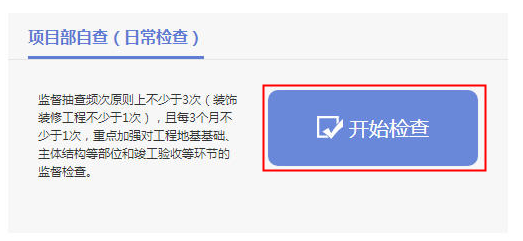 项目部自查（日常检查）
监督抽查频次原则上不少于3次（装饰
装修工程不少于1次），且每3个月不
少于1次，重点加强对工程地基基础、
主体结构等部位和竣工验收等环节的
监督检查。
开始检查